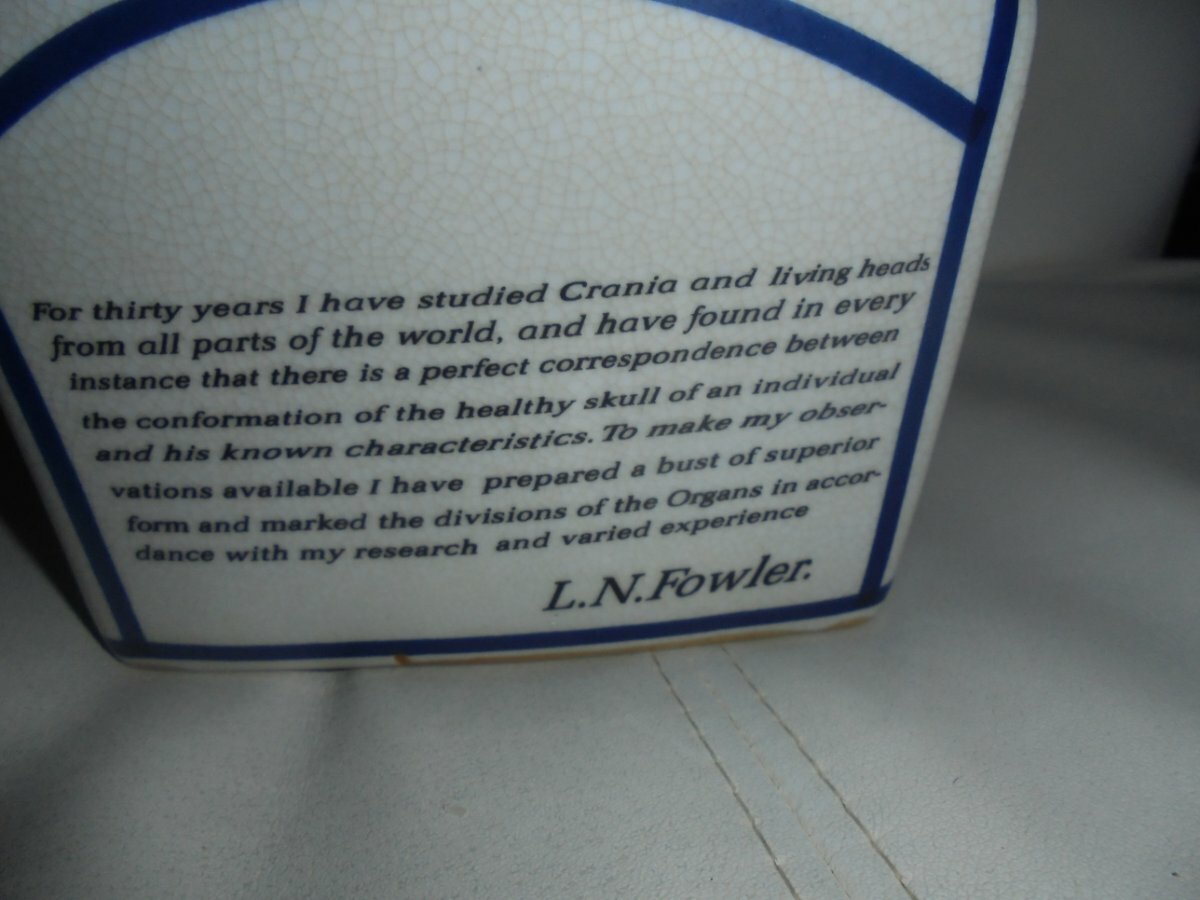 For thirty years I have studied Crania and living heads
from all parts of the world, and have found in every
instance that there is a perfect correspondence between
the conformation of the healthy skull of an individual
and his known characteristics. To make my obser-
vations available I have prepared a bust of superior
form and marked the divisions of the Organs in accor-
dance with my research and varied experience
L.N.Fowler.